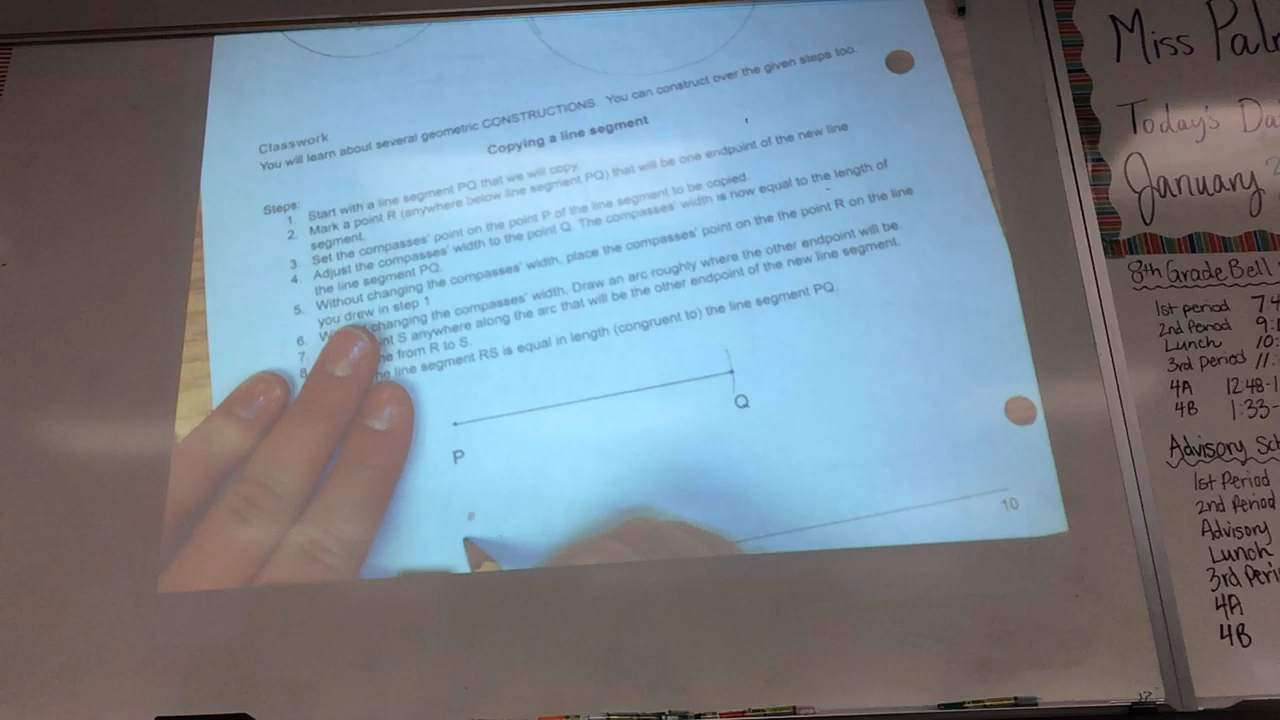 Classwork
You will learn about several geometric CONSTRUCTIONS. You can construct over the given steps too.
Copying a line segment
Steps:
1. Start with a line segment PQ that we will copy.
2. Mark a point R (anywhere below line segment PQ) that will be one endpoint of the new line
segment.
3. Set the compasses' point on the point P of the line segment to be copied.
4. Adjust the compasses' width to the point Q. The compasses' width is now equal to the length of
the line segment PQ.
5. Without changing the compasses' width, place the compasses' point on the the point R on the line
you drew in step 1
6. changing the compasses' width, Draw an arc roughly where the other endpoint will be.
7. S anywhere along the arc that will be the other endpoint of the new line segment.
8 from R to S.
line segment RS is equal in length (congruent to) the line segment PQ.
Q
P
10
Miss
Today's
January
8th Grade Bell
1st period
2nd Period
Lunch
3rd period
4A 12:48-
4B 1:33-
Advisory
1st Period
2nd Period
Advisory
Lunch
3rd
4A
4B